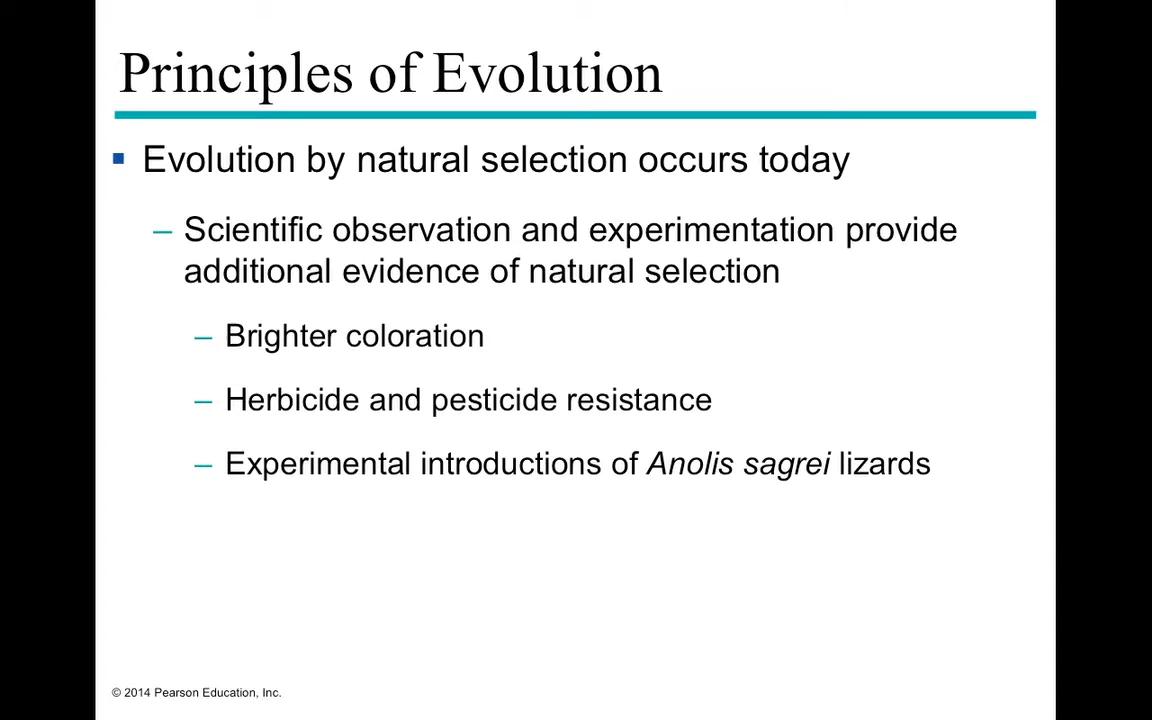 Principles of Evolution
▪ Evolution by natural selection occurs today
– Scientific observation and experimentation provide
additional evidence of natural selection
– Brighter coloration
– Herbicide and pesticide resistance
– Experimental introductions of Anolis sagrei lizards
© 2014 Pearson Education, Inc.